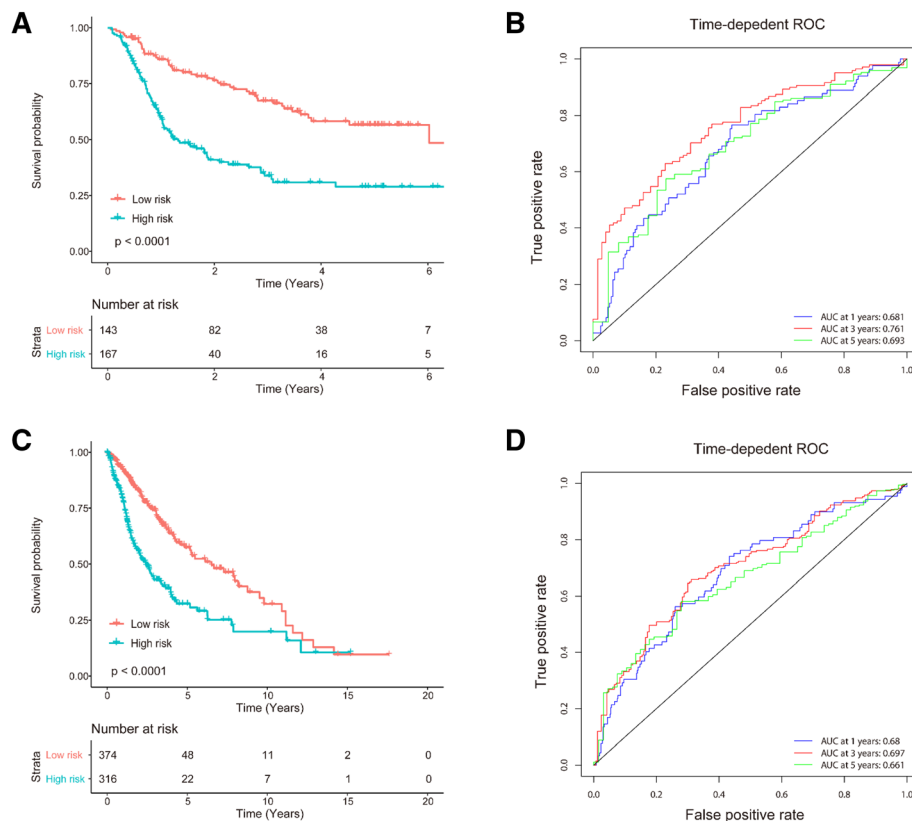 A
1.00
0.75
0.50
0.25
0.00
Survival probability
Low risk
High risk
p < 0.0001
0 2 4 6
Time (Years)
Number at risk
Strata
Low risk 143 82 38 7
High risk 167 40 16 5
0 2 4 6
Time (Years)
B
Time-depedent ROC
True positive rate
1.0
0.8
0.6
0.4
0.2
0.0
AUC at 1 years: 0.681
AUC at 3 years: 0.761
AUC at 5 years: 0.693
0.0 0.2 0.4 0.6 0.8 1.0
False positive rate
C
1.00
0.75
0.50
0.25
0.00
Survival probability
Low risk
High risk
p < 0.0001
0 5 10 15 20
Time (Years)
Number at risk
Strata
Low risk 374 48 11 2 0
High risk 316 22 7 1 0
0 5 10 15 20
Time (Years)
D
Time-depedent ROC
True positive rate
1.0
0.8
0.6
0.4
0.2
0.0
AUC at 1 years: 0.68
AUC at 3 years: 0.697
AUC at 5 years: 0.661
0.0 0.2 0.4 0.6 0.8 1.0
False positive rate